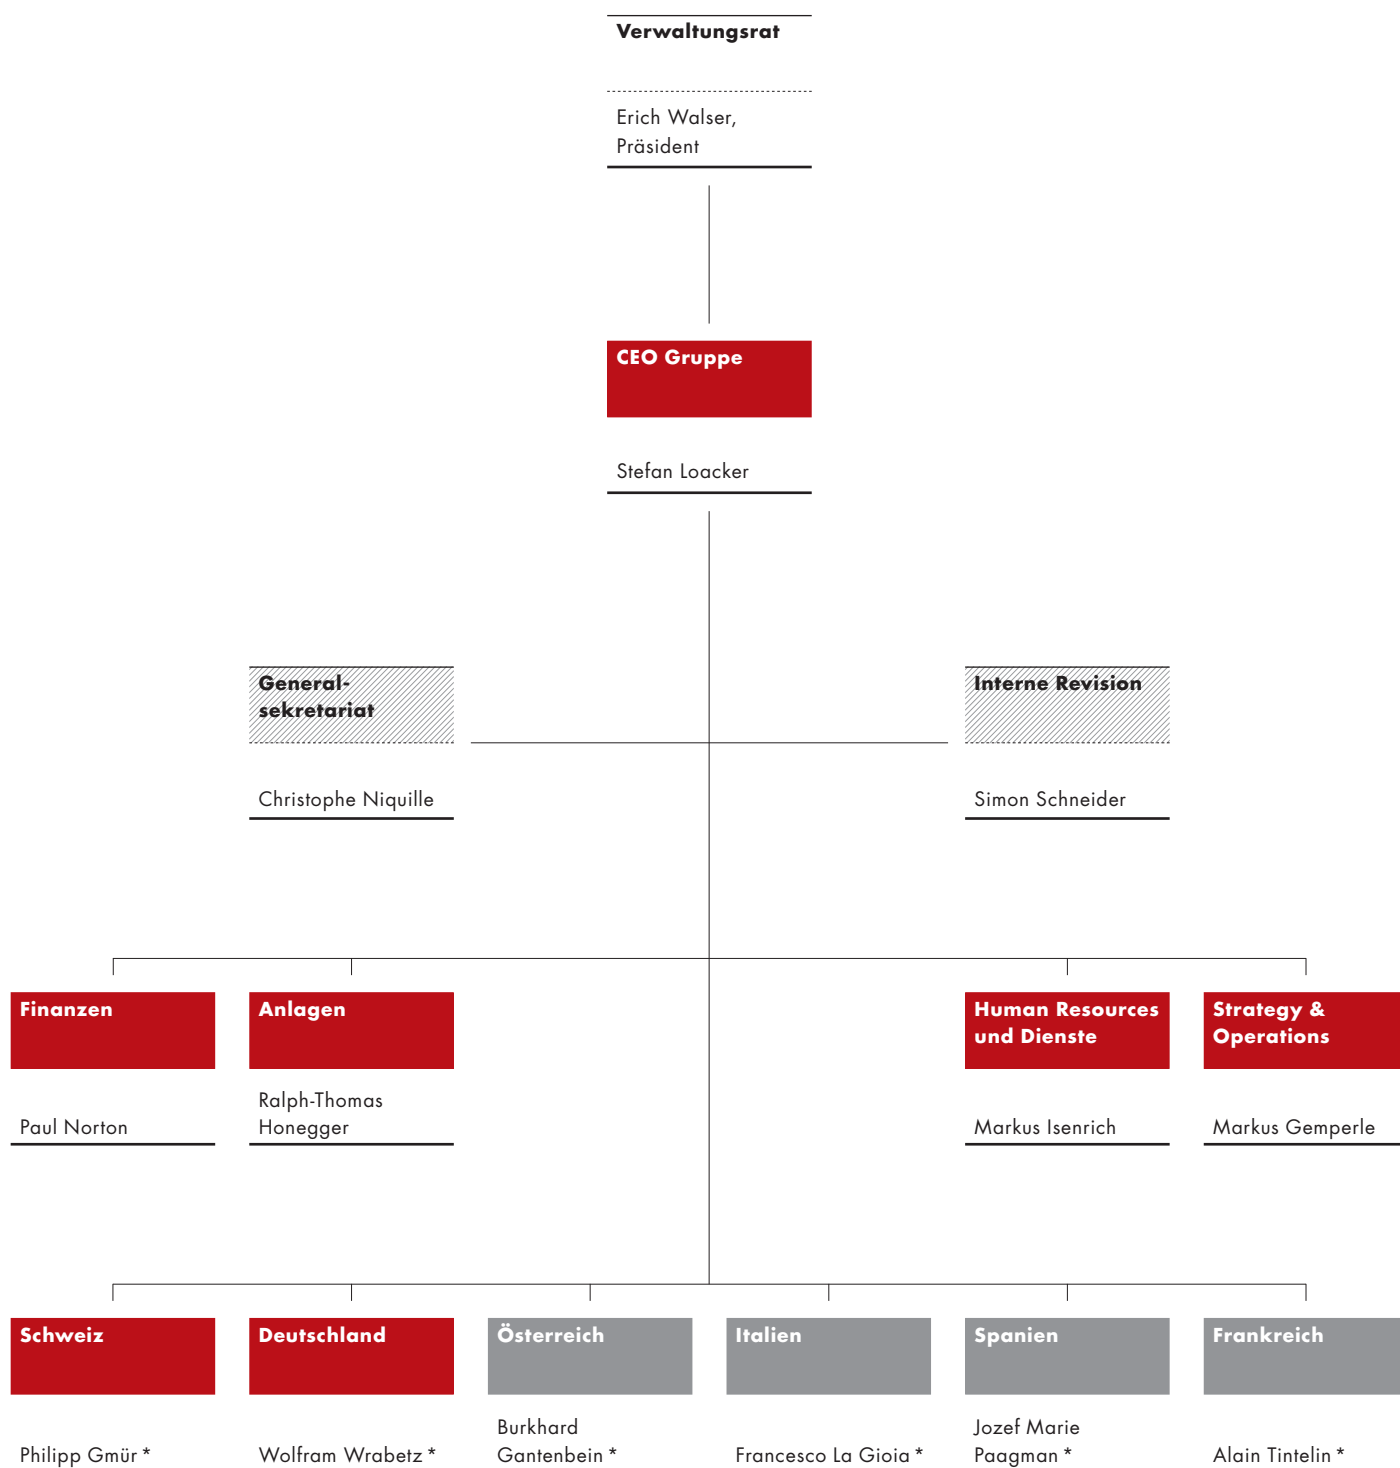 Verwaltungsrat
Erich Walser,
Präsident
CEO Gruppe
Stefan Loacker
General-
sekretariat
Christophe Niquille
Interne Revision
Simon Schneider
Finanzen
Paul Norton
Anlagen
Ralph-Thomas
Honegger
Human Resources
und Dienste
Markus Isenrich
Strategy &
Operations
Markus Gemperle
Schweiz
Philipp Gmür *
Deutschland
Wolfram Wrabetz *
Österreich
Burkhard
Gantenbein *
Italien
Francesco La Gioia *
Spanien
Jozef Marie
Paagman *
Frankreich
Alain Tintelin *